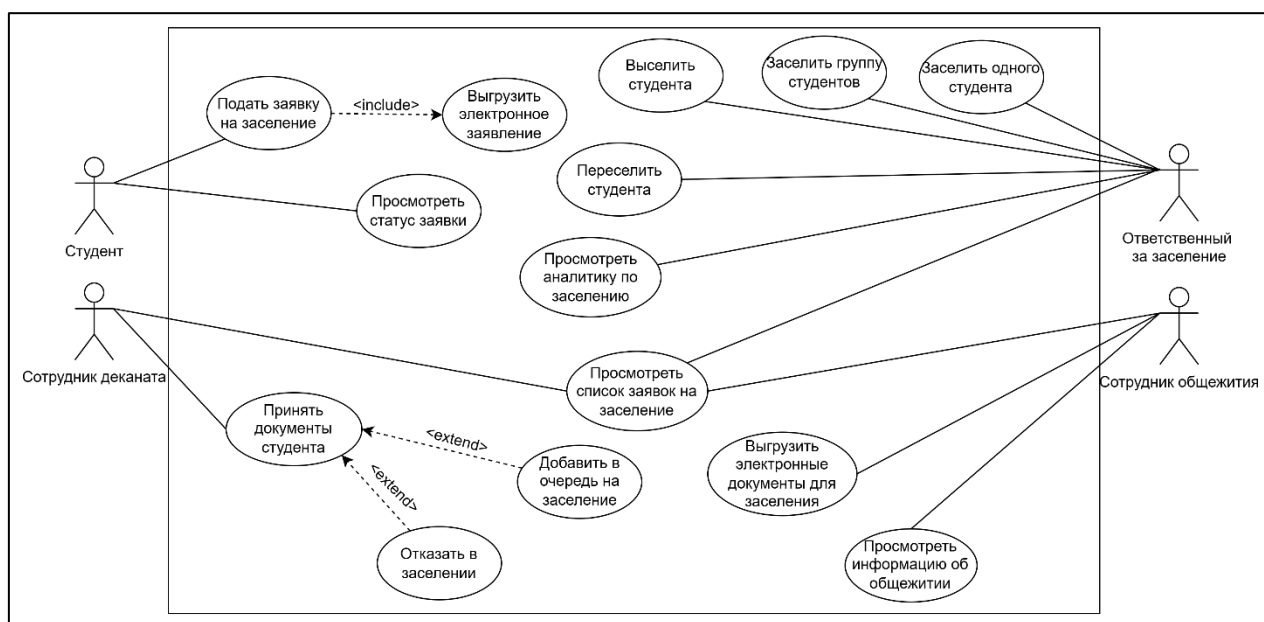 Подать заявку
на заселение
<include>
Выгрузить
электронное
заявление
Выселить
студента
Заселить группу
студентов
Заселить одного
студента
Просмотреть
статус заявки
Переселить
студента
Студент
Ответственный
за заселение
Просмотреть
аналитику по
заселению
Сотрудник деканата
Просмотреть
список заявок на
заселение
Сотрудник общежития
Принять
документы
студента
<extend>
<extend>
Добавить в
очередь на
заселение
Выгрузить
электронные
документы для
заселения
Отказать в
заселении
Просмотреть
информацию об
общежитии